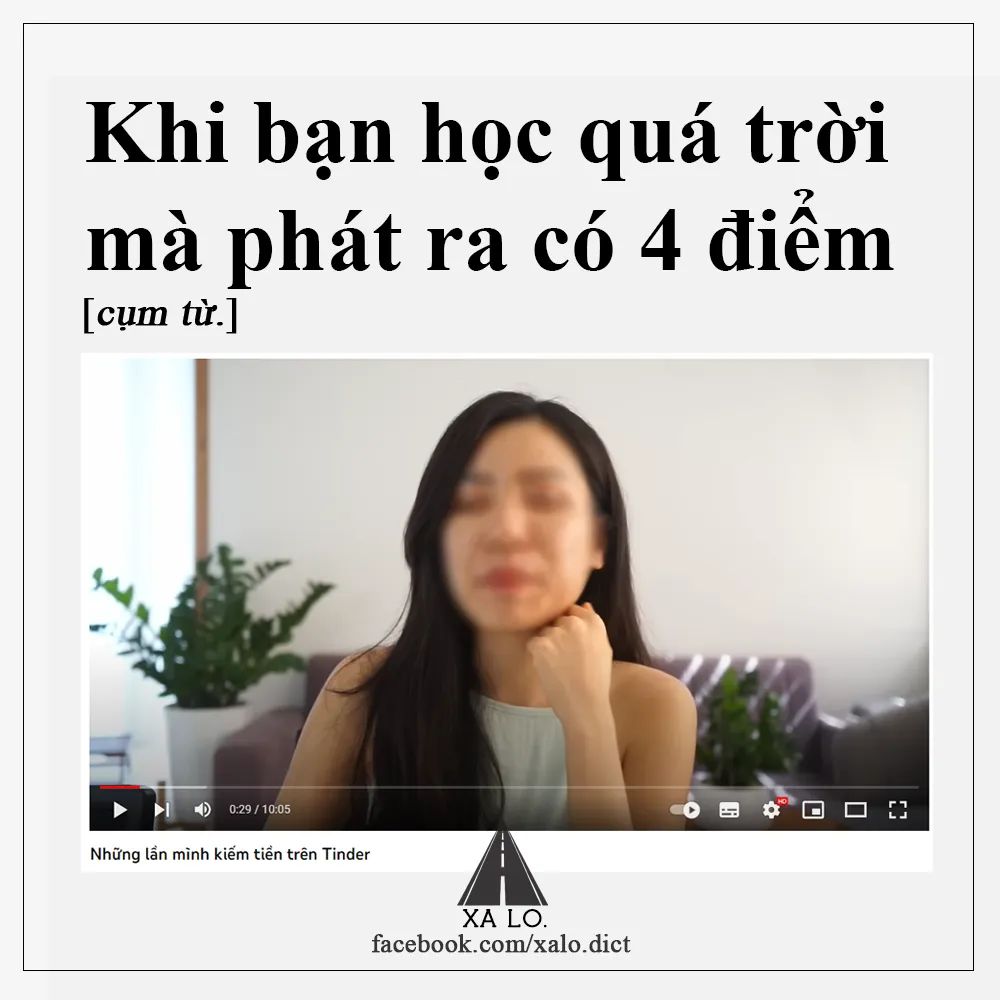 Khi bạn học quá trời
mà phát ra có 4 điểm
[cụm từ.]
HD
0:29 / 10:05
Những lần mình kiếm tiền trên Tinder
XA LO.
facebook.com/xalo.dict